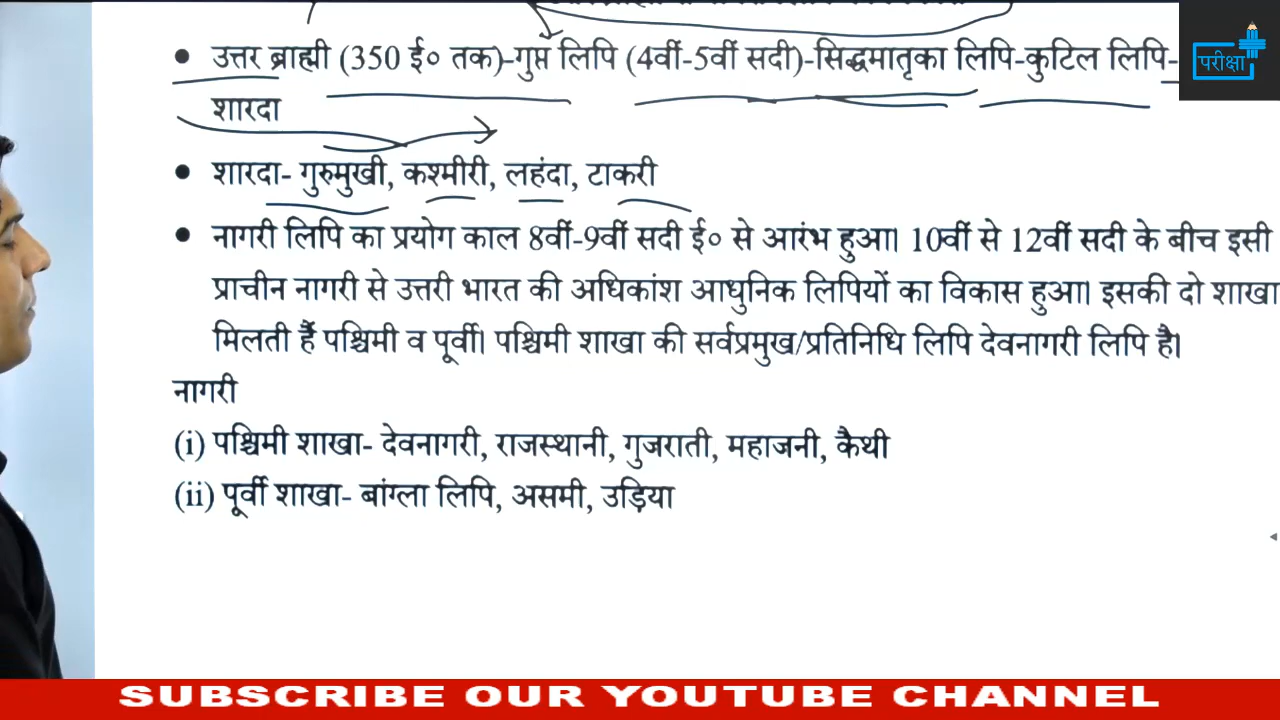 उत्तर ब्राह्मी (350 ई० तक)-गुप्त लिपि (4वीं-5वीं सदी)-सिद्धमातृका लिपि-कुटिल लिपि-
शारदा
शारदा- गुरुमुखी, कश्मीरी, लहंदा, टाकरी
नागरी लिपि का प्रयोग काल 8वीं-9वीं सदी ई० से आरंभ हुआ। 10वीं से 12वीं सदी के बीच इसी
प्राचीन नागरी से उत्तरी भारत की अधिकांश आधुनिक लिपियों का विकास हुआ। इसकी दो शाखा
मिलती हैं पश्चिमी व पूर्वी। पश्चिमी शाखा की सर्वप्रमुख/प्रतिनिधि लिपि देवनागरी लिपि है।
नागरी
(i) पश्चिमी शाखा- देवनागरी, राजस्थानी, गुजराती, महाजनी, कैथी
(ii) पूर्वी शाखा- बांग्ला लिपि, असमी, उड़िया
परीक्षा
SUBSCRIBE OUR YOUTUBE CHANNEL